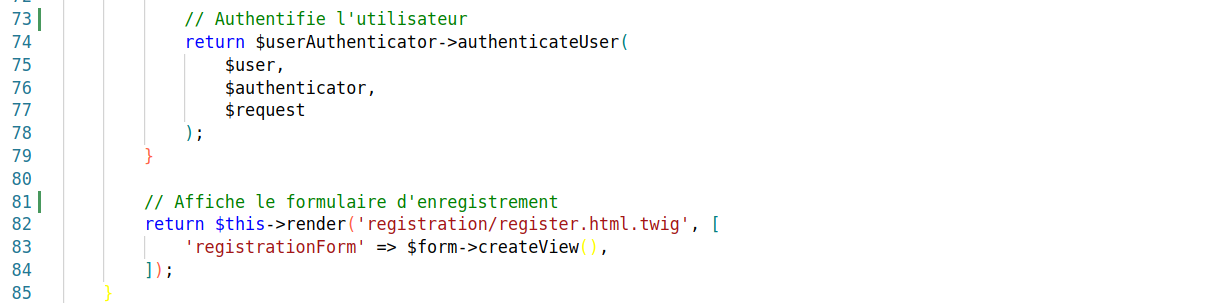 72
73 // Authentifie l'utilisateur
74 return $userAuthenticator->authenticateUser(
75 $user,
76 $authenticator,
77 $request
78 );
79 }
80
81 // Affiche le formulaire d'enregistrement
82 return $this->render('registration/register.html.twig', [
83 'registrationForm' => $form->createView(),
84 ]);
85 }